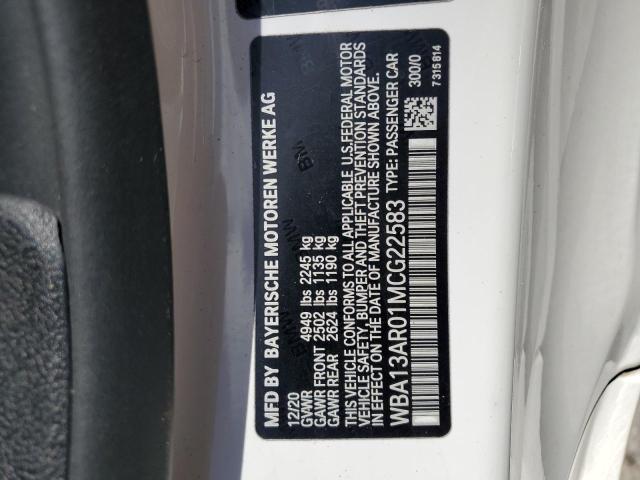 MFD BY BAYERISCHE MOTOREN WERKE AG
12/20
GVWR 4949 lbs 2245 kg
GAWR FRONT 2502 lbs 1135 kg
GAWR REAR 2624 lbs 1190 kg
THIS VEHICLE CONFORMS TO ALL APPLICABLE U.S. FEDERAL MOTOR
VEHICLE SAFETY, BUMPER AND THEFT PREVENTION STANDARDS
IN EFFECT ON THE DATE OF MANUFACTURE SHOWN ABOVE.
WBA13AR01MCG22583 TYPE: PASSENGER CAR
300/0
7 315 814